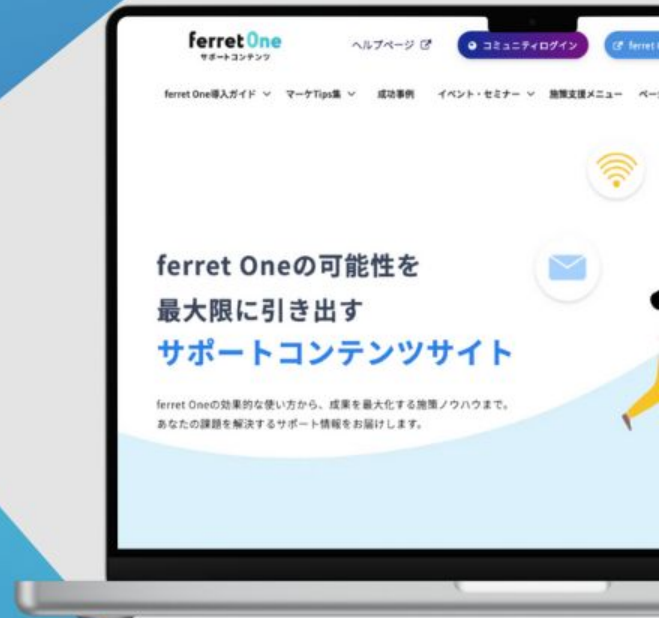 ferret One
サポートコンテンツ
ヘルプページ
コミュニティログイン
ferret
ferret One導入ガイド
マーケTips集
成功事例
イベント・セミナー
施策支援メニュー
ペー
ferret Oneの可能性を
最大限に引き出す
サポートコンテンツサイト
ferret Oneの効果的な使い方から、成果を最大化する施策ノウハウまで。
あなたの課題を解決するサポート情報をお届けします。